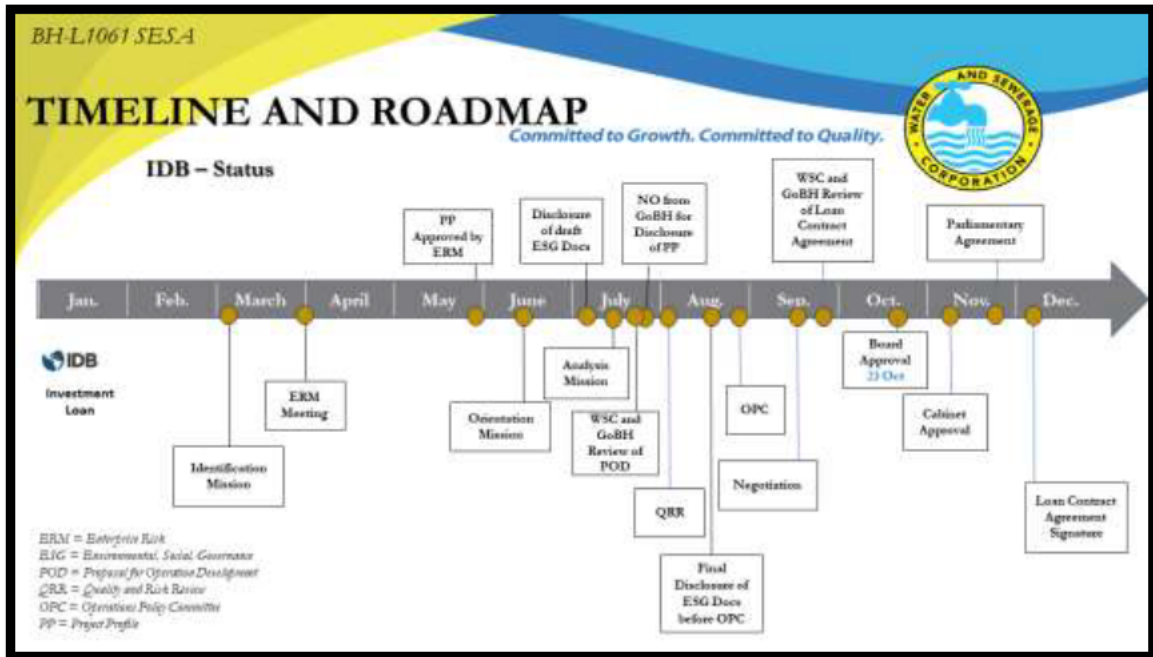 BH-L1061 SESA
TIMELINE AND ROADMAP
Committed to Growth. Committed to Quality.
WATER AND SEWERAGE
CORPORATION
IDB – Status
PP
Approved by
ERM
Disclosure
of draft
ESG Docs
NO from
GoBH for
Disclosure
of PP
WSC and
GoBH Review
of Loan
Contract
Agreement
Parliamentary
Agreement
Jan. Feb. March April May June July Aug. Sep. Oct. Nov. Dec.
IDB
Investment
Loan
Identification
Mission
ERM
Meeting
Orientation
Mission
Analysis
Mission
WSC and
GoBH
Review of
POD
QRR
Final
Disclosure of
ESG Docs
before OPC
OPC
Negotiation
Board
Approval
23 Oct
Cabinet
Approval
Loan Contract
Agreement
Signature
ERM = Enterprise Risk
ESG = Environmental, Social, Governance
POD = Proposal for Operation Development
QRR = Quality and Risk Review
OPC = Operations Policy Committee
PP = Project Profile